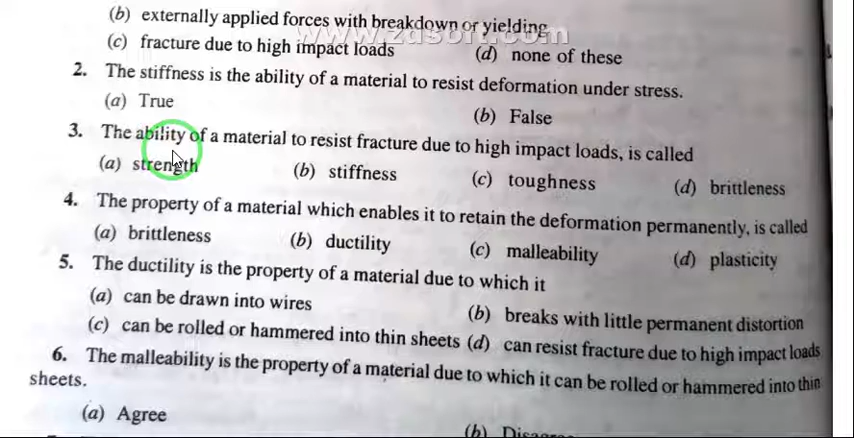 (b) externally applied forces with breakdown or yielding
www.zdsoft.com
(c) fracture due to high impact loads (d) none of these
2. The stiffness is the ability of a material to resist deformation under stress.
(a) True (b) False
3. The ability of a material to resist fracture due to high impact loads, is called
(a) strength (b) stiffness (c) toughness (d) brittleness
4. The property of a material which enables it to retain the deformation permanently, is called
(a) brittleness (b) ductility (c) malleability (d) plasticity
5. The ductility is the property of a material due to which it
(a) can be drawn into wires (b) breaks with little permanent distortion
(c) can be rolled or hammered into thin sheets (d) can resist fracture due to high impact loads
6. The malleability is the property of a material due to which it can be rolled or hammered into thin
sheets.
(a) Agree (b)